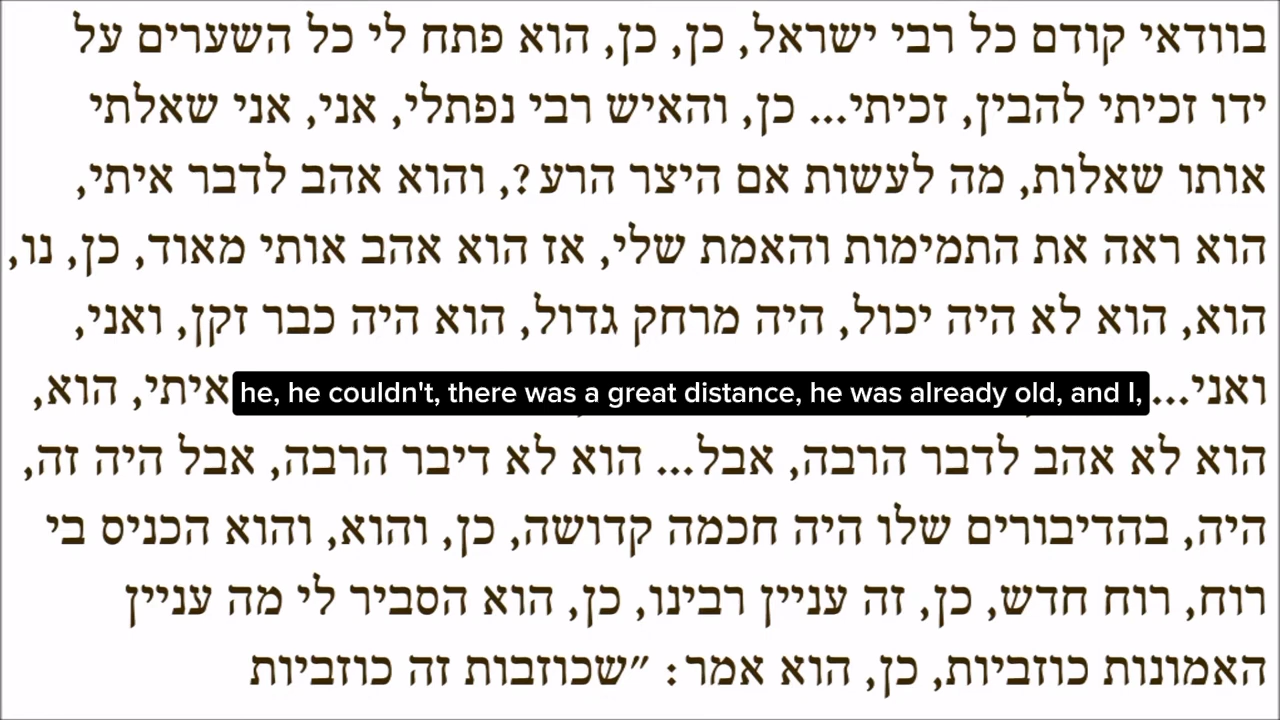 בוודאי קודם כל רבי ישראל, כן, כן, הוא פתח לי כל השערים על
ידו זכיתי להבין, זכיתי... כן, והאיש רבי נפתלי, אני, אני שאלתי
אותו שאלות, מה לעשות אם היצר הרע?, והוא אהב לדבר איתי,
הוא ראה את התמימות והאמת שלי, אז הוא אהב אותי מאוד, כן, נו,
הוא, הוא לא היה יכול, היה מרחק גדול, הוא היה כבר זקן, ואני,
ואני... איתי, הוא,
he, he couldn't, there was a great distance, he was already old, and I,
הוא לא אהב לדבר הרבה, אבל... הוא לא דיבר הרבה, אבל היה זה,
היה, בהדיבורים שלו היה חכמה קדושה, כן, והוא, והוא הכניס בי
רוח, רוח חדש, כן, זה עניין רבינו, כן, הוא הסביר לי מה עניין
האמונות כוזביות, כן, הוא אמר: "שכוזבות זה כוזביות